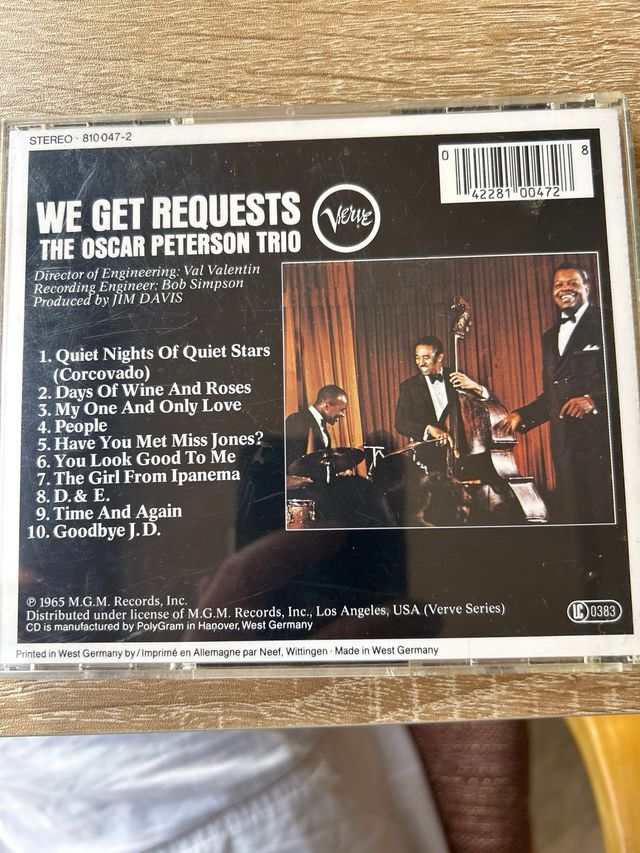 STEREO · 810 047-2
0 42281 00472 8
WE GET REQUESTS
THE OSCAR PETERSON TRIO
Verve
Director of Engineering: Val Valentin
Recording Engineer: Bob Simpson
Produced by JIM DAVIS
1. Quiet Nights Of Quiet Stars
(Corcovado)
2. Days Of Wine And Roses
3. My One And Only Love
4. People
5. Have You Met Miss Jones?
6. You Look Good To Me
7. The Girl From Ipanema
8. D. & E.
9. Time And Again
10. Goodbye J. D.
℗ 1965 M.G.M. Records, Inc.
Distributed under license of M.G.M. Records, Inc., Los Angeles, USA (Verve Series)
CD is manufactured by PolyGram in Hanover, West Germany
LC 0383
Printed in West Germany by / Imprimé en Allemagne par Neef, Wittingen · Made in West Germany